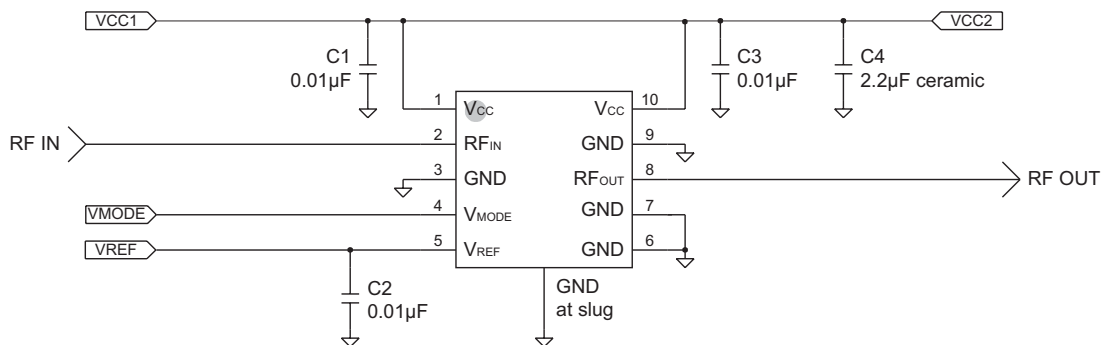 VCC1
VCC2
C1
0.01µF
C3
0.01µF
C4
2.2µF ceramic
1
VCC
VCC
10
RF IN
2
RFIN
GND
9
3
GND
RFOUT
8
RF OUT
VMODE
4
VMODE
GND
7
VREF
5
VREF
GND
6
C2
0.01µF
GND
at slug